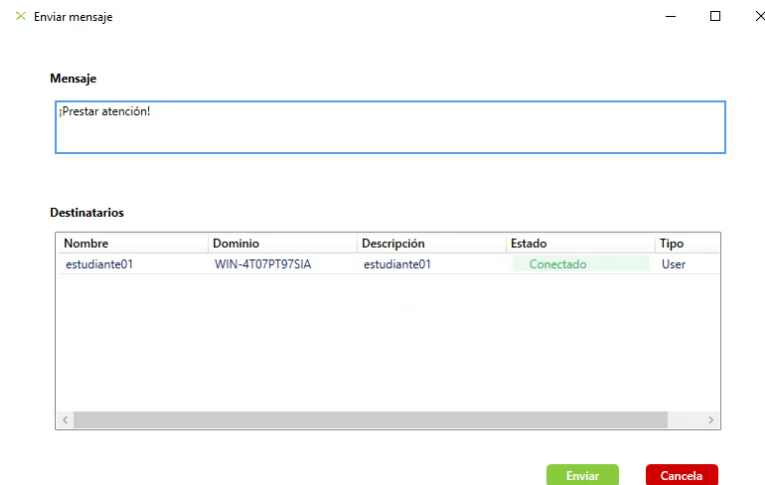 Enviar mensaje
Mensaje
¡Prestar atención!
Destinatarios
Nombre Dominio Descripción Estado Tipo
estudiante01 WIN-4T07PT97SIA estudiante01 Conectado User
Enviar Cancela